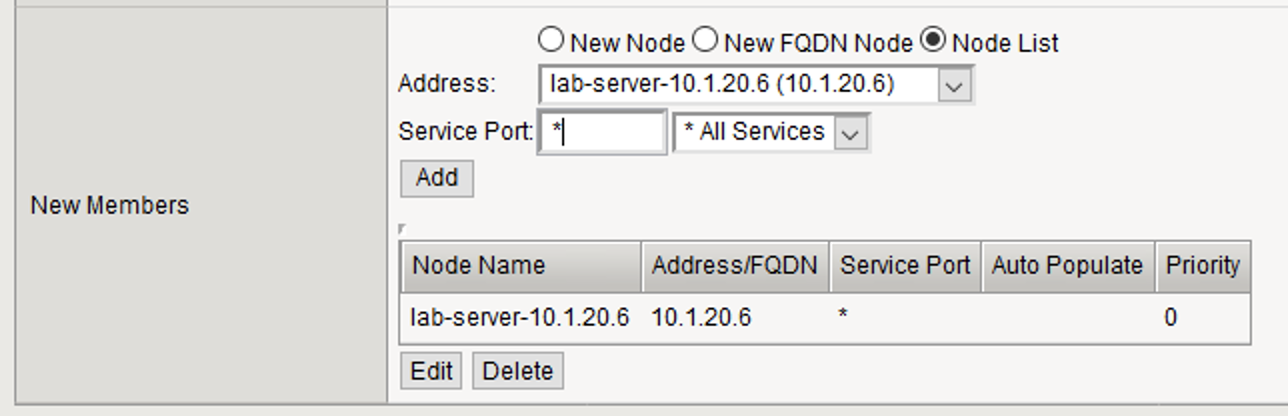 New Members
New Node New FQDN Node Node List
Address: lab-server-10.1.20.6 (10.1.20.6)
Service Port: * * All Services
Add
Node Name Address/FQDN Service Port Auto Populate Priority
lab-server-10.1.20.6 10.1.20.6 * 0
Edit Delete